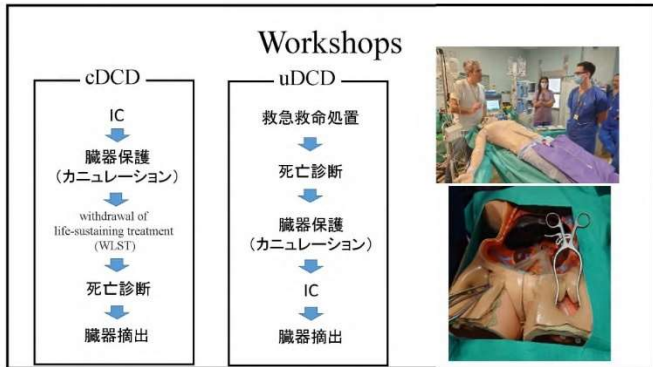 Workshops
cDCD
IC
臓器保護
(カニュレーション)
withdrawal of
life-sustaining treatment
(WLST)
死亡診断
臓器摘出
uDCD
救急救命処置
死亡診断
臓器保護
(カニュレーション)
IC
臓器摘出